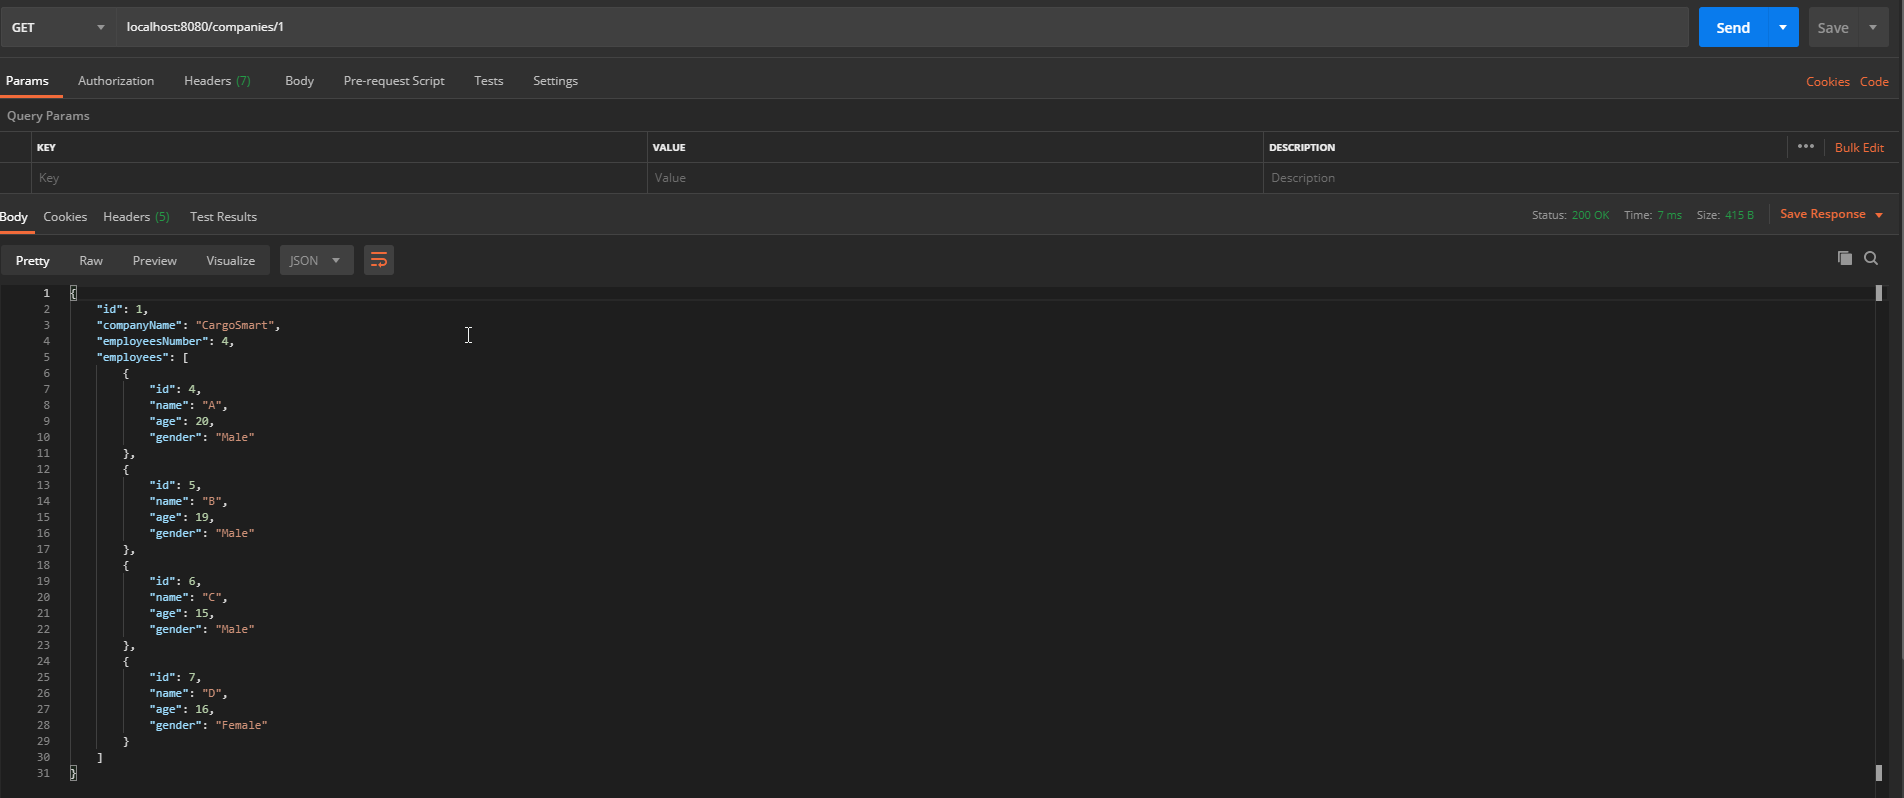 GET localhost:8080/companies/1 Send Save
Params Authorization Headers (7) Body Pre-request Script Tests Settings Cookies Code
Query Params
KEY VALUE DESCRIPTION ••• Bulk Edit
Key Value Description
Body Cookies Headers (5) Test Results Status: 200 OK Time: 7 ms Size: 415 B Save Response
Pretty Raw Preview Visualize JSON
1 {
2 "id": 1,
3 "companyName": "CargoSmart",
4 "employeesNumber": 4,
5 "employees": [
6 {
7 "id": 4,
8 "name": "A",
9 "age": 20,
10 "gender": "Male"
11 },
12 {
13 "id": 5,
14 "name": "B",
15 "age": 19,
16 "gender": "Male"
17 },
18 {
19 "id": 6,
20 "name": "C",
21 "age": 15,
22 "gender": "Male"
23 },
24 {
25 "id": 7,
26 "name": "D",
27 "age": 16,
28 "gender": "Female"
29 }
30 ]
31 }